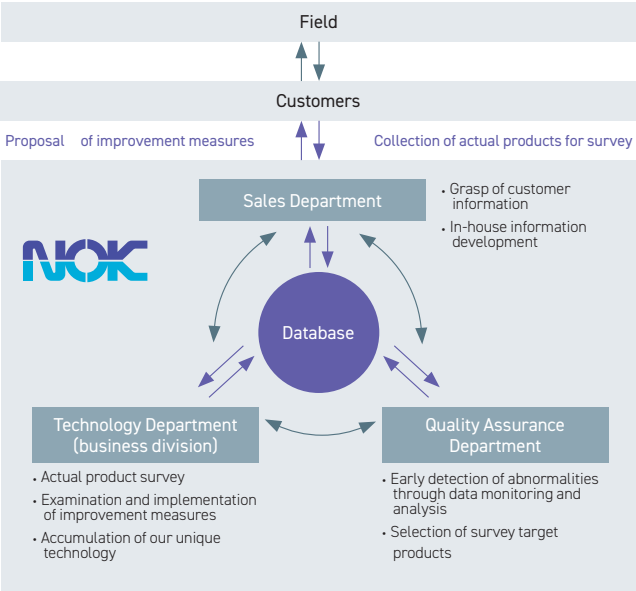 Field
Customers
Proposal of improvement measures
Collection of actual products for survey
Sales Department
・Grasp of customer
information
・In-house information
development
NOK
Database
Technology Department
(business division)
・Actual product survey
・Examination and implementation
of improvement measures
・Accumulation of our unique
technology
Quality Assurance
Department
・Early detection of abnormalities
through data monitoring and
analysis
・Selection of survey target
products